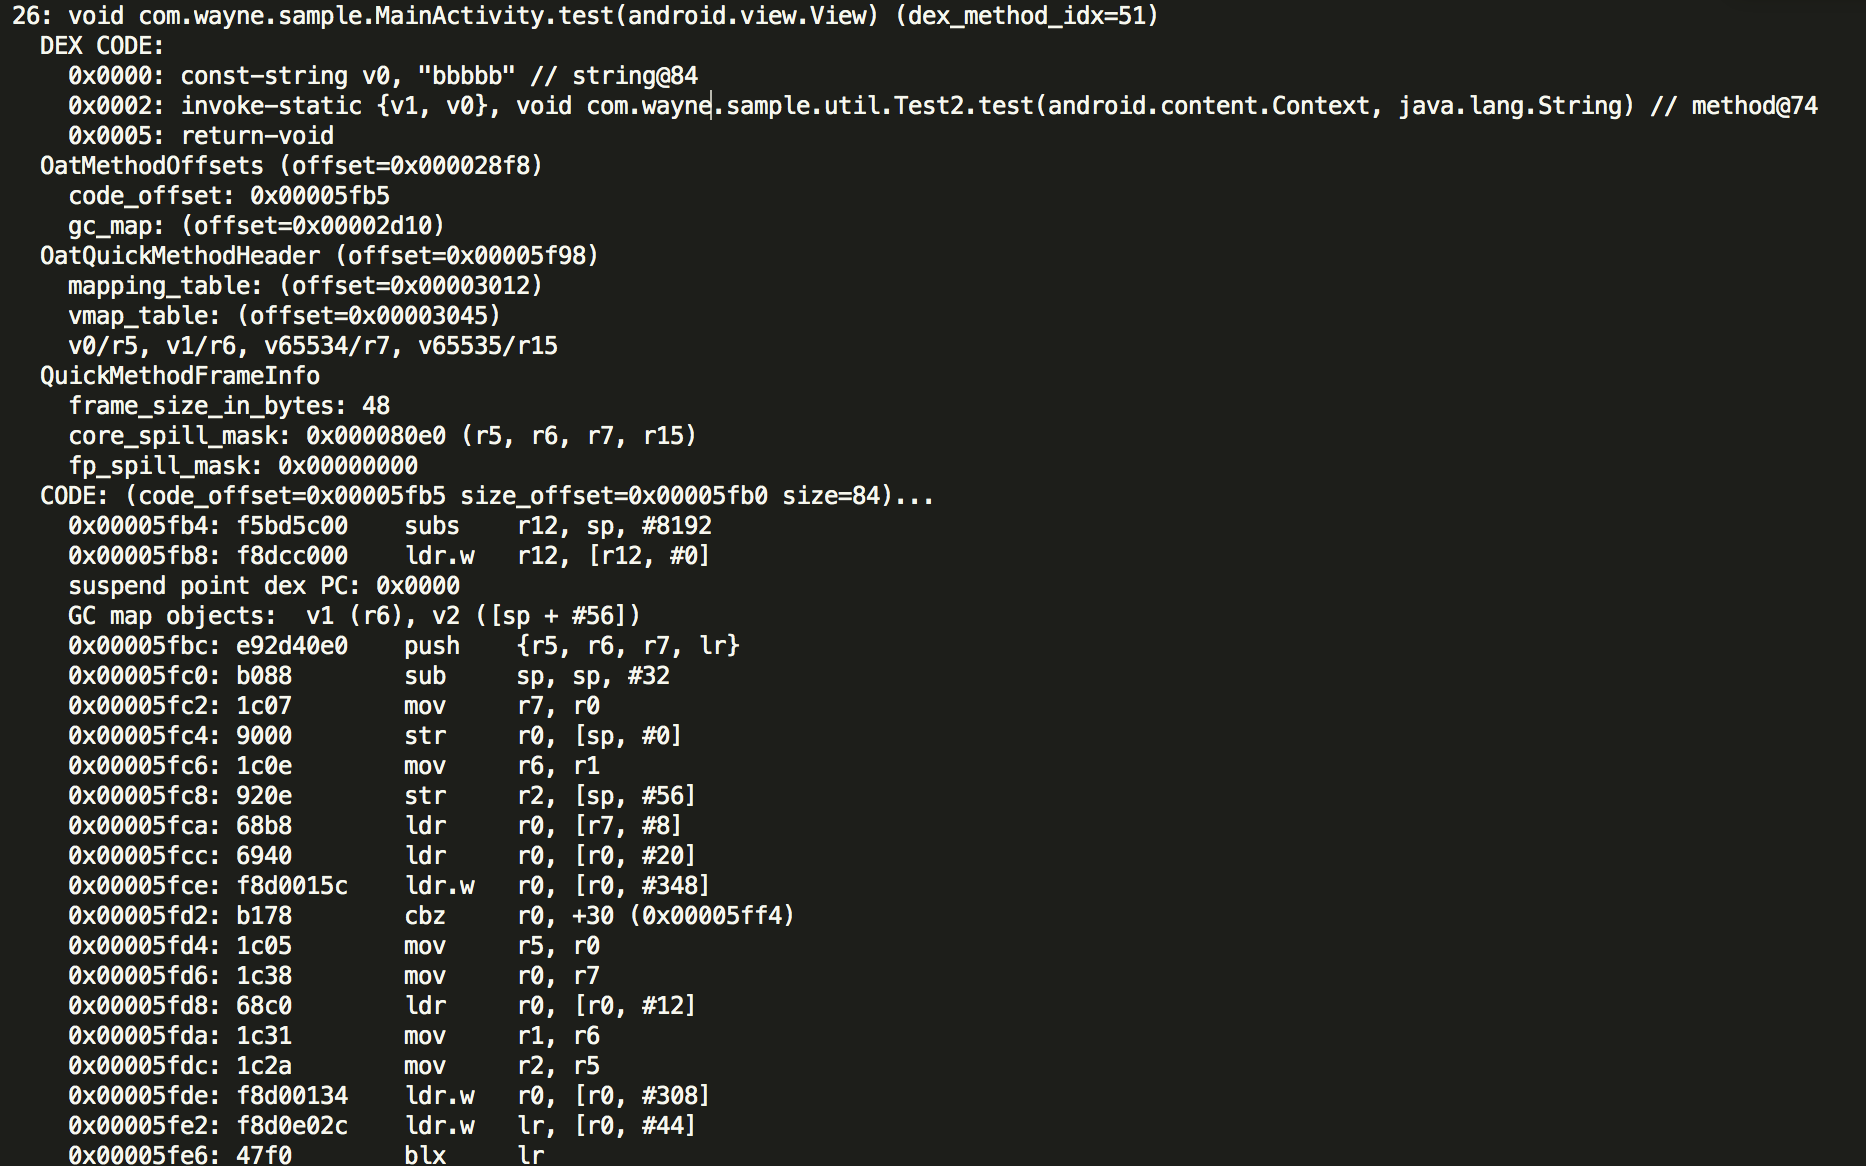 26: void com.wayne.sample.MainActivity.test(android.view.View) (dex_method_idx=51)
DEX CODE:
0x0000: const-string v0, "bbbbb" // string@84
0x0002: invoke-static {v1, v0}, void com.wayne.sample.util.Test2.test(android.content.Context, java.lang.String) // method@74
0x0005: return-void
OatMethodOffsets (offset=0x000028f8)
code_offset: 0x00005fb5
gc_map: (offset=0x00002d10)
OatQuickMethodHeader (offset=0x00005f98)
mapping_table: (offset=0x00003012)
vmap_table: (offset=0x00003045)
v0/r5, v1/r6, v65534/r7, v65535/r15
QuickMethodFrameInfo
frame_size_in_bytes: 48
core_spill_mask: 0x000080e0 (r5, r6, r7, r15)
fp_spill_mask: 0x00000000
CODE: (code_offset=0x00005fb5 size_offset=0x00005fb0 size=84)...
0x00005fb4: f5bd5c00 subs r12, sp, #8192
0x00005fb8: f8dcc000 ldr.w r12, [r12, #0]
suspend point dex PC: 0x0000
GC map objects: v1 (r6), v2 ([sp + #56])
0x00005fbc: e92d40e0 push {r5, r6, r7, lr}
0x00005fc0: b088 sub sp, sp, #32
0x00005fc2: 1c07 mov r7, r0
0x00005fc4: 9000 str r0, [sp, #0]
0x00005fc6: 1c0e mov r6, r1
0x00005fc8: 920e str r2, [sp, #56]
0x00005fca: 68b8 ldr r0, [r7, #8]
0x00005fcc: 6940 ldr r0, [r0, #20]
0x00005fce: f8d0015c ldr.w r0, [r0, #348]
0x00005fd2: b178 cbz r0, +30 (0x00005ff4)
0x00005fd4: 1c05 mov r5, r0
0x00005fd6: 1c38 mov r0, r7
0x00005fd8: 68c0 ldr r0, [r0, #12]
0x00005fda: 1c31 mov r1, r6
0x00005fdc: 1c2a mov r2, r5
0x00005fde: f8d00134 ldr.w r0, [r0, #308]
0x00005fe2: f8d0e02c ldr.w lr, [r0, #44]
0x00005fe6: 47f0 blx lr